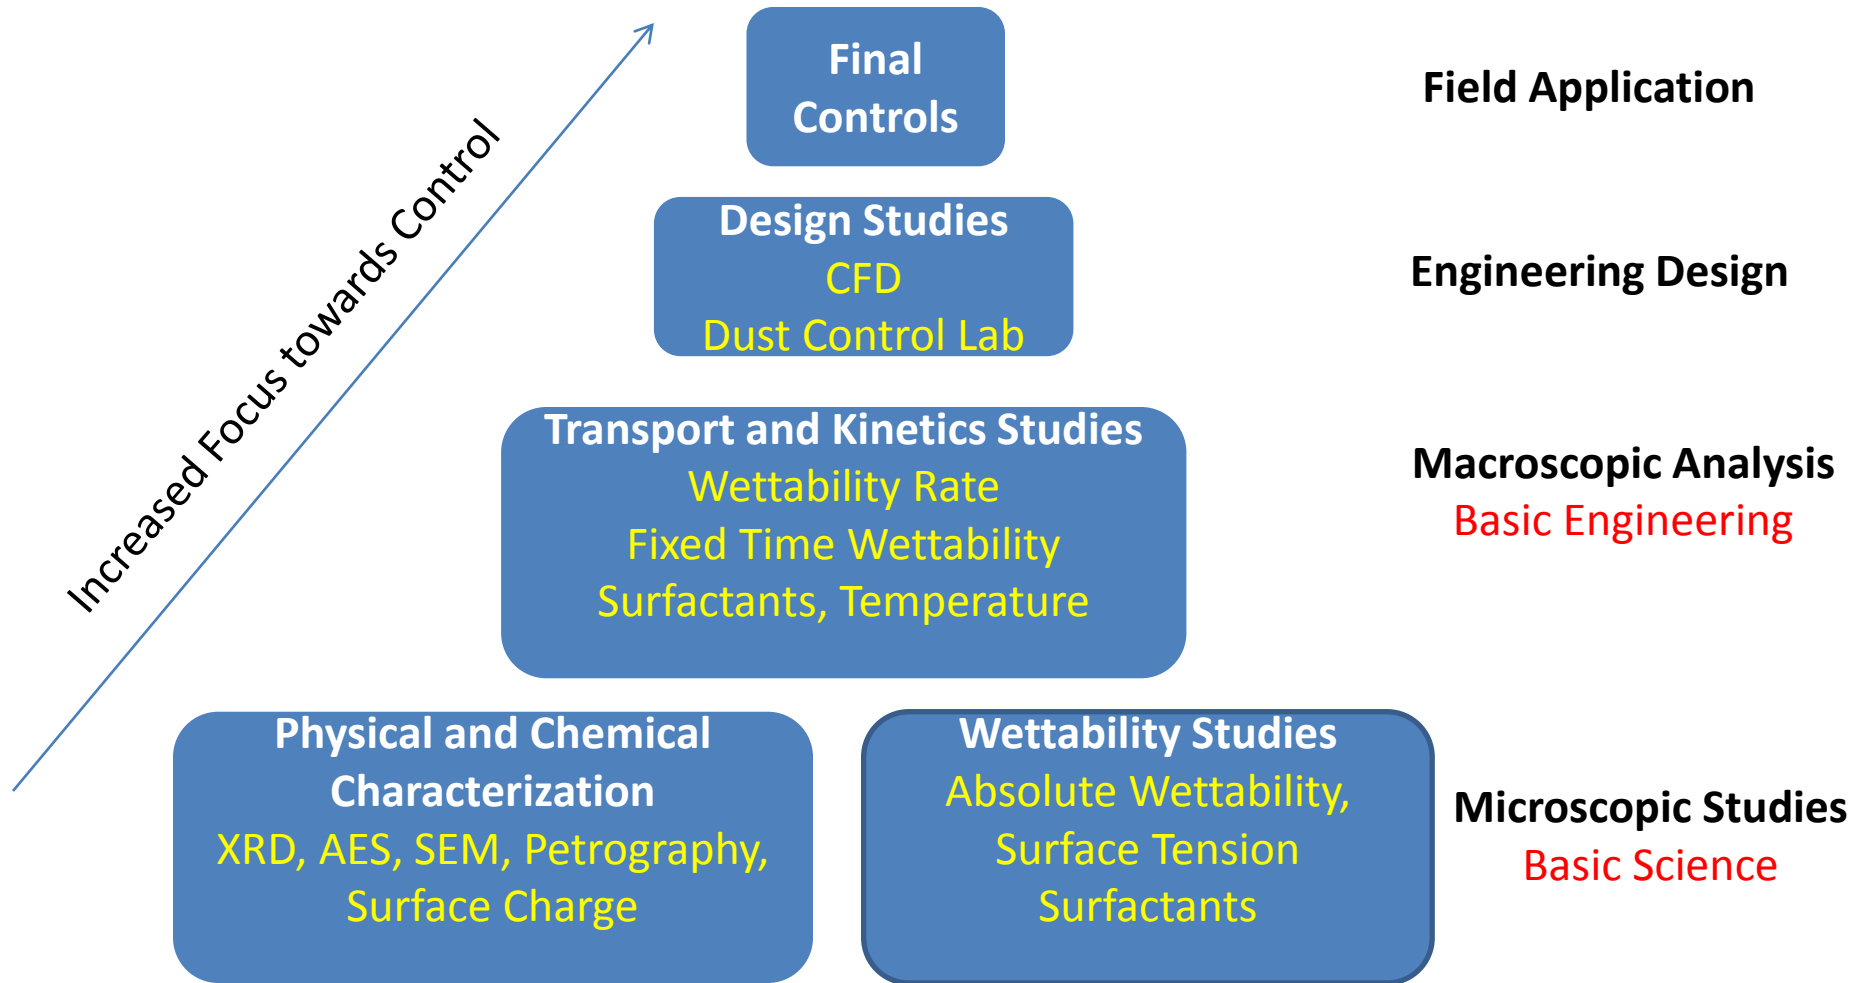 Final
Controls
Field Application
Increased Focus towards Control
Design Studies
CFD
Dust Control Lab
Engineering Design
Transport and Kinetics Studies
Wettability Rate
Fixed Time Wettability
Surfactants, Temperature
Macroscopic Analysis
Basic Engineering
Physical and Chemical
Characterization
XRD, AES, SEM, Petrography,
Surface Charge
Wettability Studies
Absolute Wettability,
Surface Tension
Surfactants
Microscopic Studies
Basic Science